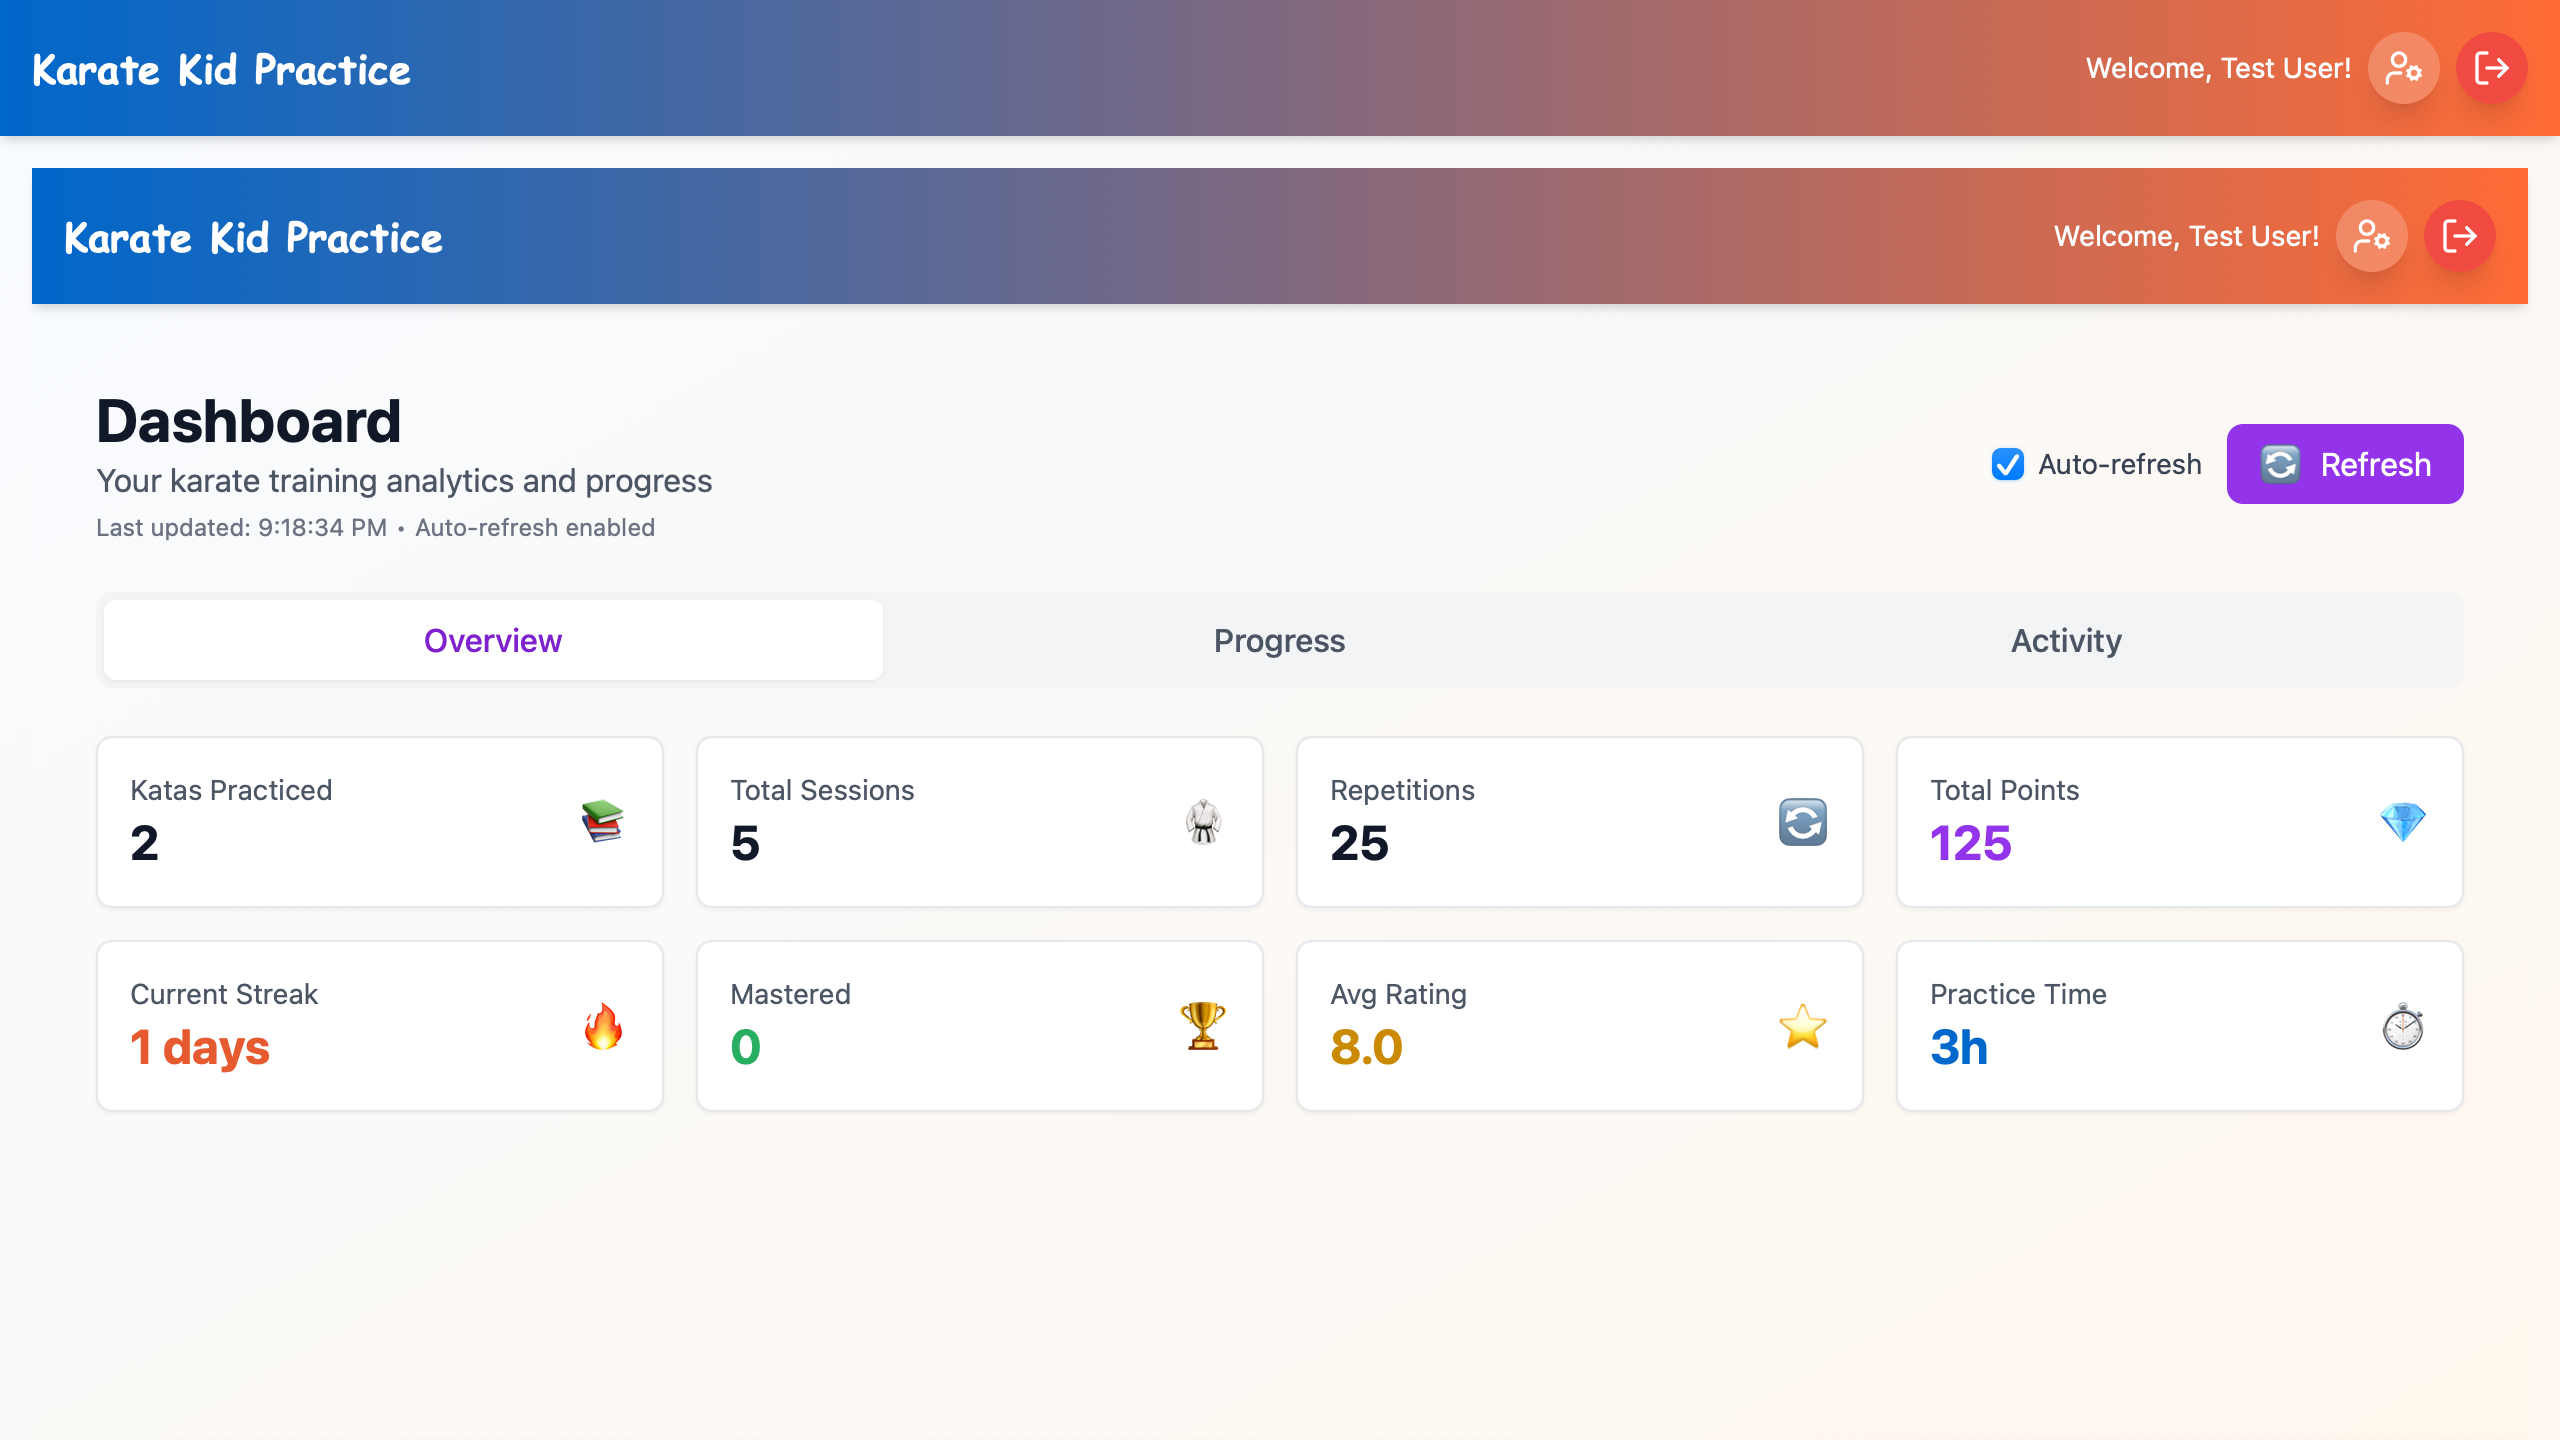 Karate Kid Practice
Welcome, Test User!
Karate Kid Practice
Welcome, Test User!
Dashboard
Your karate training analytics and progress
Last updated: 9:18:34 PM • Auto-refresh enabled
Auto-refresh
Refresh
Overview
Progress
Activity
Katas Practiced
2
Total Sessions
5
Repetitions
25
Total Points
125
Current Streak
1 days
Mastered
0
Avg Rating
8.0
Practice Time
3h